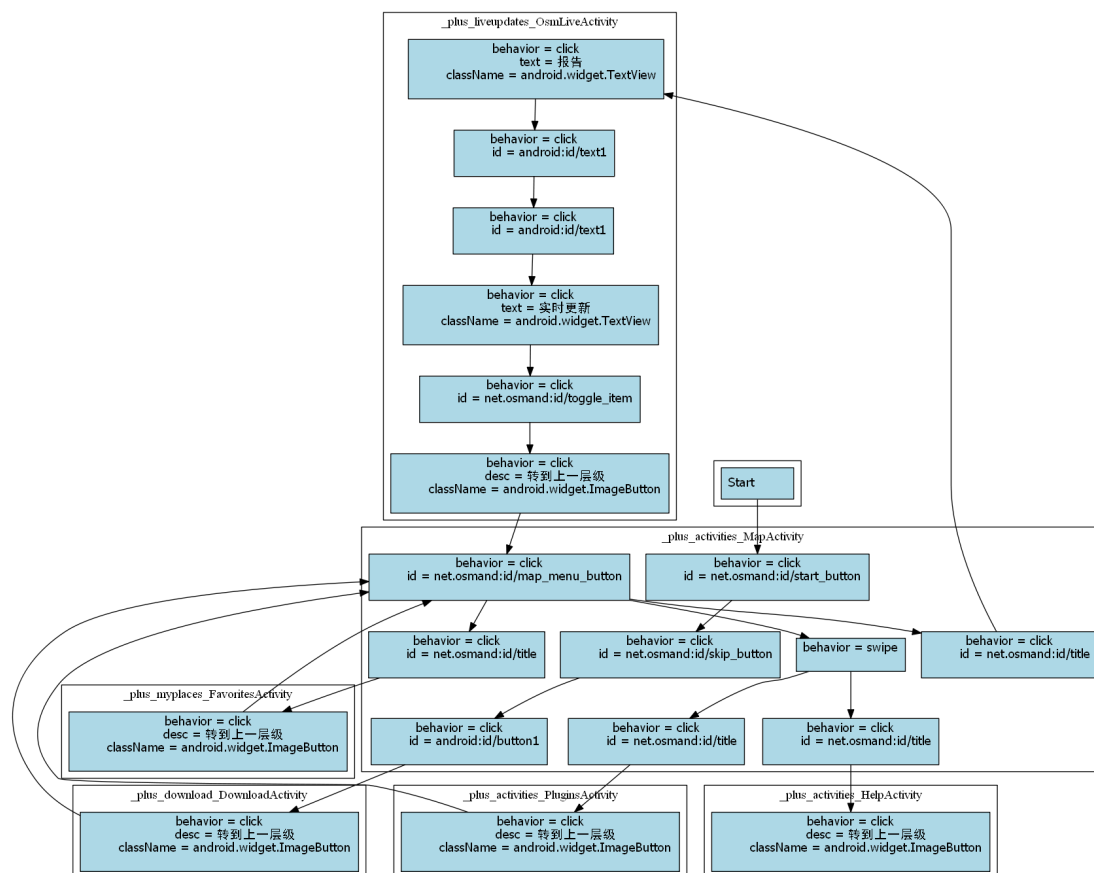 _plus_liveupdates_OsmLiveActivity
behavior = click
text = 报告
className = android.widget.TextView
behavior = click
id = android:id/text1
behavior = click
id = android:id/text1
behavior = click
text = 实时更新
className = android.widget.TextView
behavior = click
id = net.osmand:id/toggle_item
behavior = click
desc = 转到上一层级
className = android.widget.ImageButton
Start
_plus_activities_MapActivity
behavior = click
id = net.osmand:id/map_menu_button
behavior = click
id = net.osmand:id/start_button
behavior = click
id = net.osmand:id/title
behavior = click
id = net.osmand:id/skip_button
behavior = swipe
behavior = click
id = net.osmand:id/title
_plus_myplaces_FavoritesActivity
behavior = click
desc = 转到上一层级
className = android.widget.ImageButton
behavior = click
id = android:id/button1
behavior = click
id = net.osmand:id/title
behavior = click
id = net.osmand:id/title
_plus_download_DownloadActivity
behavior = click
desc = 转到上一层级
className = android.widget.ImageButton
_plus_activities_PluginsActivity
behavior = click
desc = 转到上一层级
className = android.widget.ImageButton
_plus_activities_HelpActivity
behavior = click
desc = 转到上一层级
className = android.widget.ImageButton